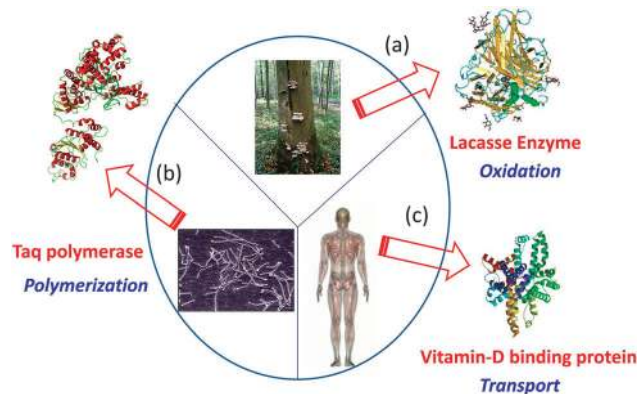 (a)
Lacasse Enzyme
Oxidation
(b)
Taq polymerase
Polymerization
(c)
Vitamin-D binding protein
Transport